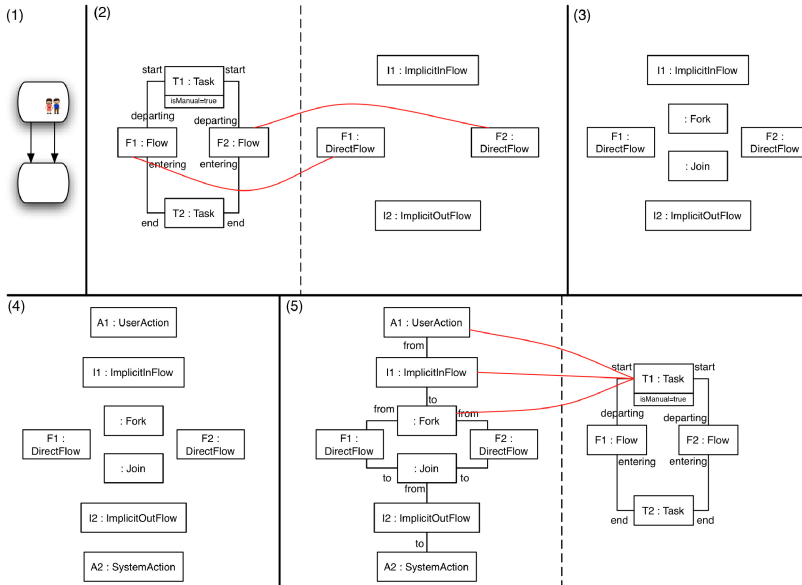 (1)
(2)
start
start
T1 : Task
isManual=true
departing
departing
F1 : Flow
F2 : Flow
entering
entering
T2 : Task
end
end
I1 : ImplicitInFlow
F1 :
DirectFlow
F2 :
DirectFlow
I2 : ImplicitOutFlow
(3)
I1 : ImplicitInFlow
: Fork
F1 :
DirectFlow
F2 :
DirectFlow
: Join
I2 : ImplicitOutFlow
(4)
A1 : UserAction
I1 : ImplicitInFlow
: Fork
F1 :
DirectFlow
F2 :
DirectFlow
: Join
I2 : ImplicitOutFlow
A2 : SystemAction
(5)
A1 : UserAction
from
I1 : ImplicitInFlow
to
from
from
: Fork
F1 :
DirectFlow
F2 :
DirectFlow
: Join
to
to
from
I2 : ImplicitOutFlow
to
A2 : SystemAction
start
start
T1 : Task
isManual=true
departing
departing
F1 : Flow
F2 : Flow
entering
entering
T2 : Task
end
end